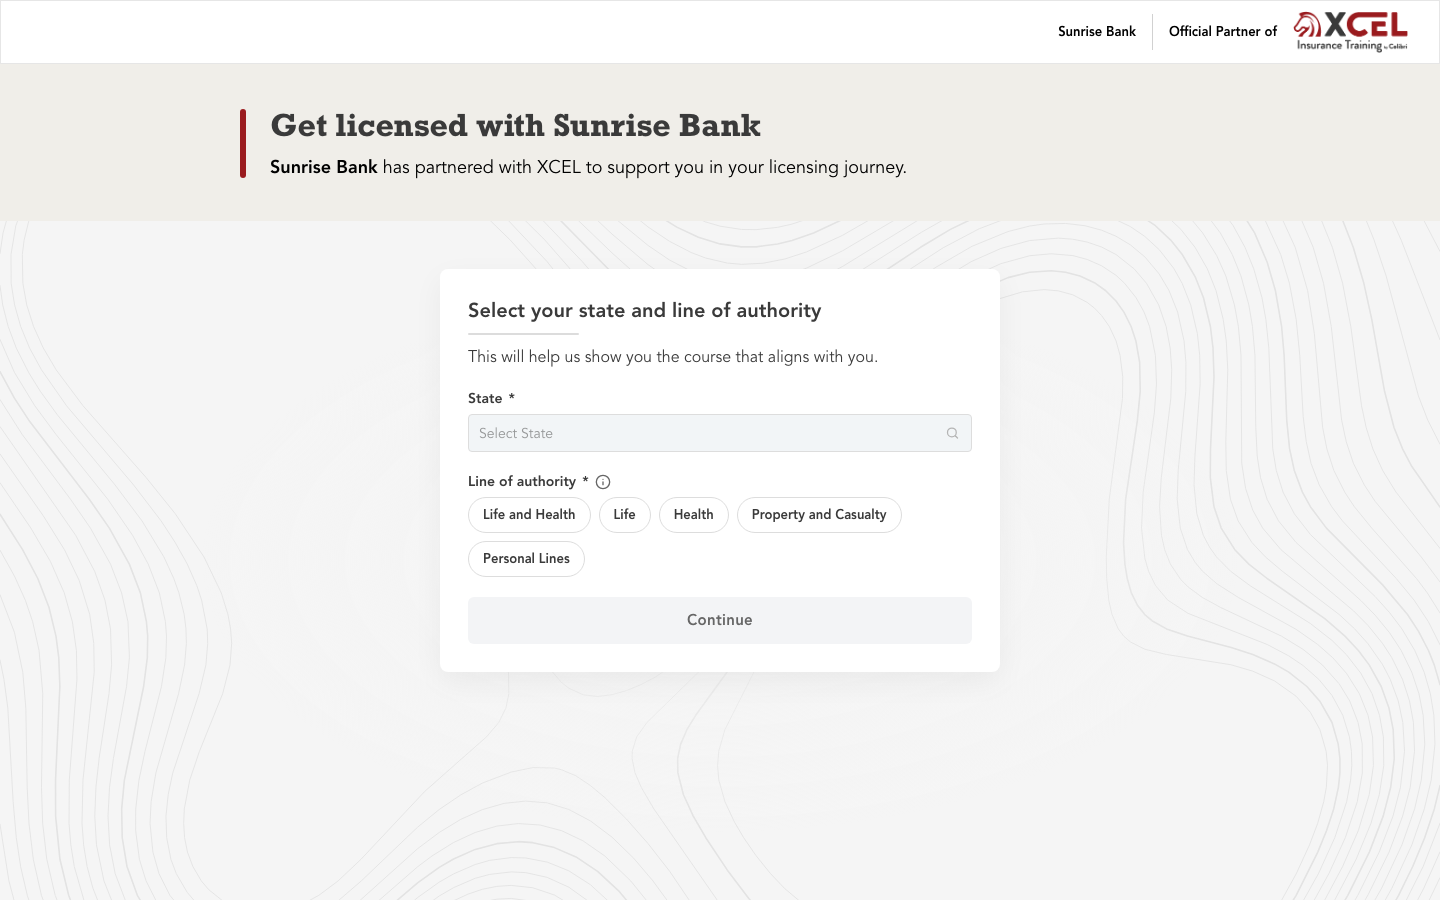 Sunrise Bank
Official Partner of
XCEL
Insurance Training by Colibri
Get licensed with Sunrise Bank
Sunrise Bank has partnered with XCEL to support you in your licensing journey.
Select your state and line of authority
This will help us show you the course that aligns with you.
State *
Select State
Line of authority *
Life and Health
Life
Health
Property and Casualty
Personal Lines
Continue